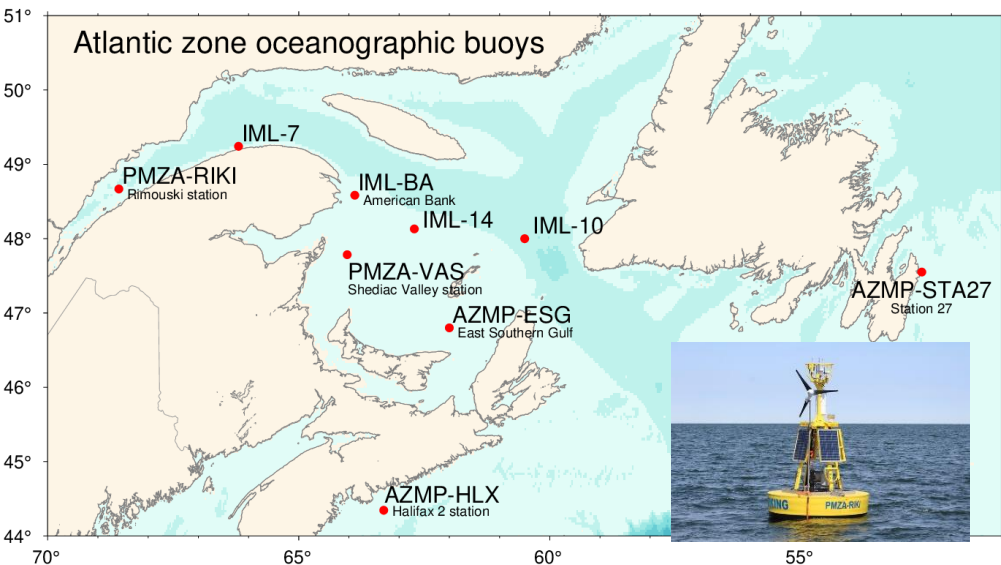 Atlantic zone oceanographic buoys
51°
50°
49°
48°
47°
46°
45°
44°
IML-7
PMZA-RIKI
Rimouski station
IML-BA
American Bank
IML-14
IML-10
PMZA-VAS
Shediac Valley station
AZMP-STA27
Station 27
AZMP-ESG
East Southern Gulf
AZMP-HLX
Halifax 2 station
KING
PMZA-RIKI
70°
65°
60°
55°